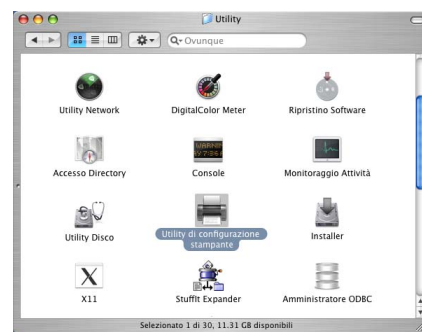 Utility
Ovunque
Utility Network
DigitalColor Meter
Ripristino Software
Accesso Directory
Console
Monitoraggio Attività
Utility Disco
Utility di configurazione
stampante
Installer
X11
StuffIt Expander
Amministratore ODBC
Selezionato 1 di 30, 11.31 GB disponibili